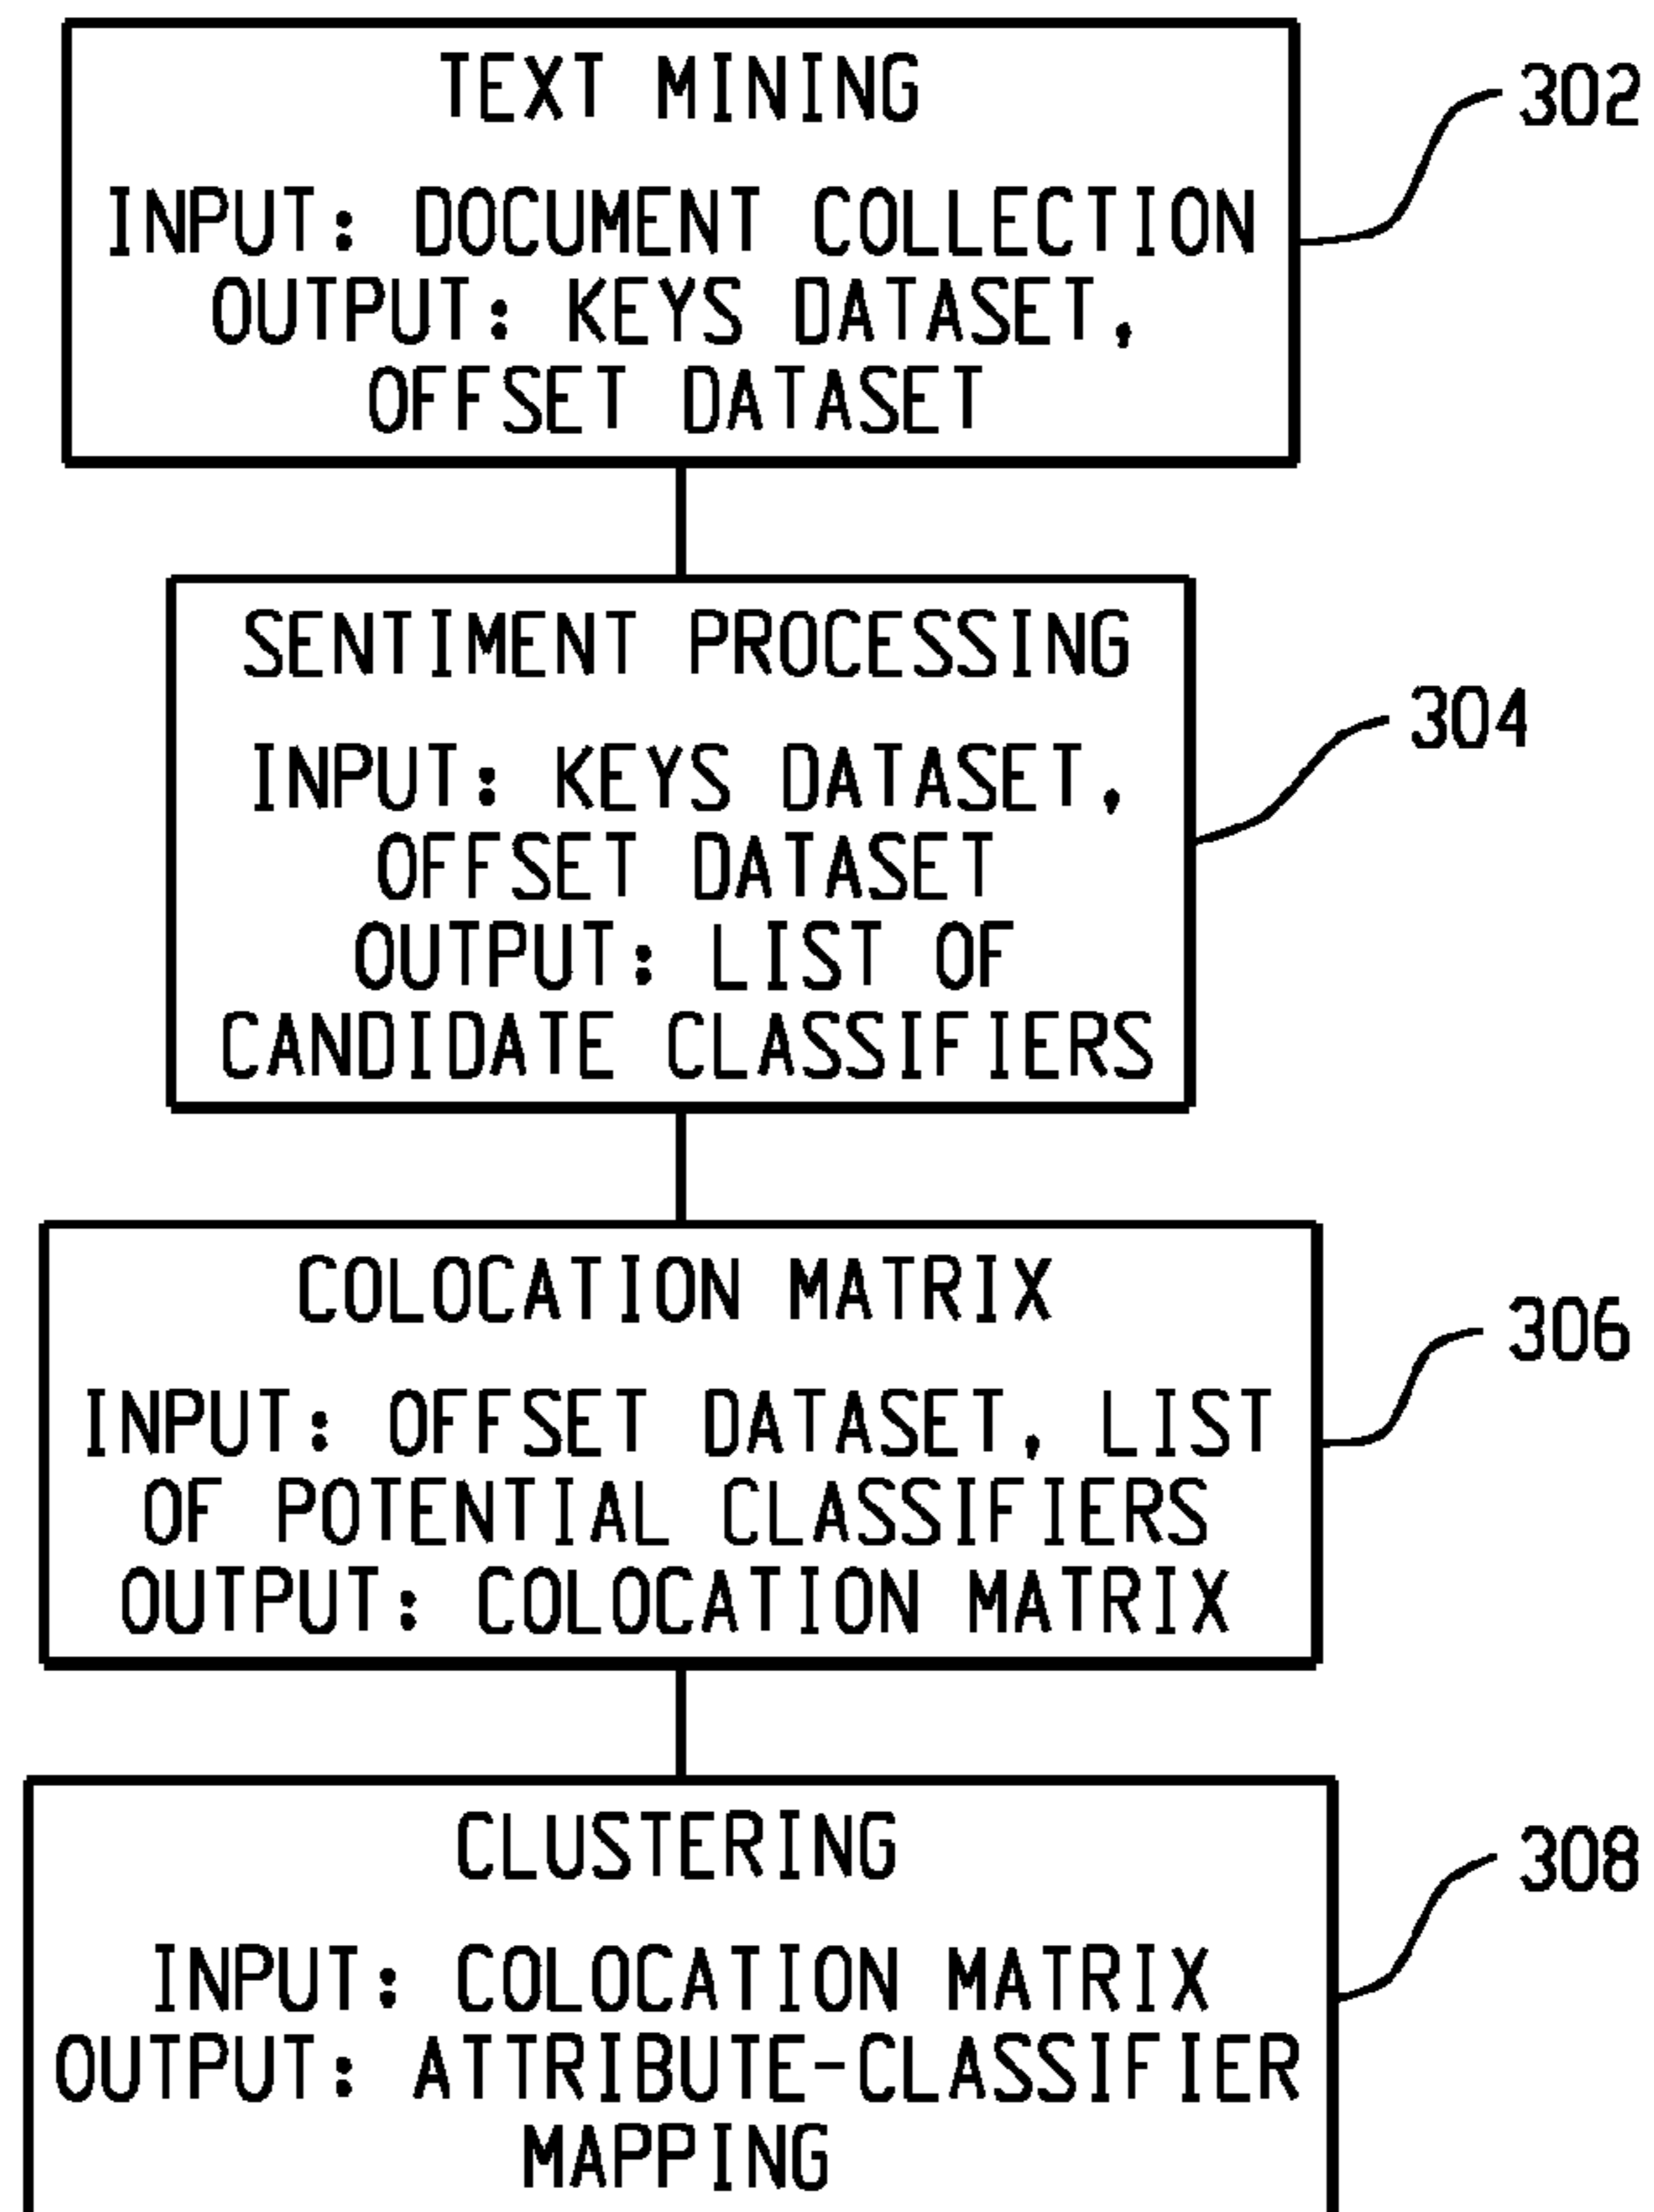 TEXT MINING
302
INPUT: DOCUMENT COLLECTION
OUTPUT: KEYS DATASET,
OFFSET DATASET
SENTIMENT PROCESSING
304
INPUT: KEYS DATASET,
OFFSET DATASET
OUTPUT: LIST OF
CANDIDATE CLASSIFIERS
COLOCATION MATRIX
306
INPUT: OFFSET DATASET, LIST
OF POTENTIAL CLASSIFIERS
OUTPUT: COLOCATION MATRIX
CLUSTERING
308
INPUT: COLOCATION MATRIX
OUTPUT: ATTRIBUTE-CLASSIFIER
MAPPING